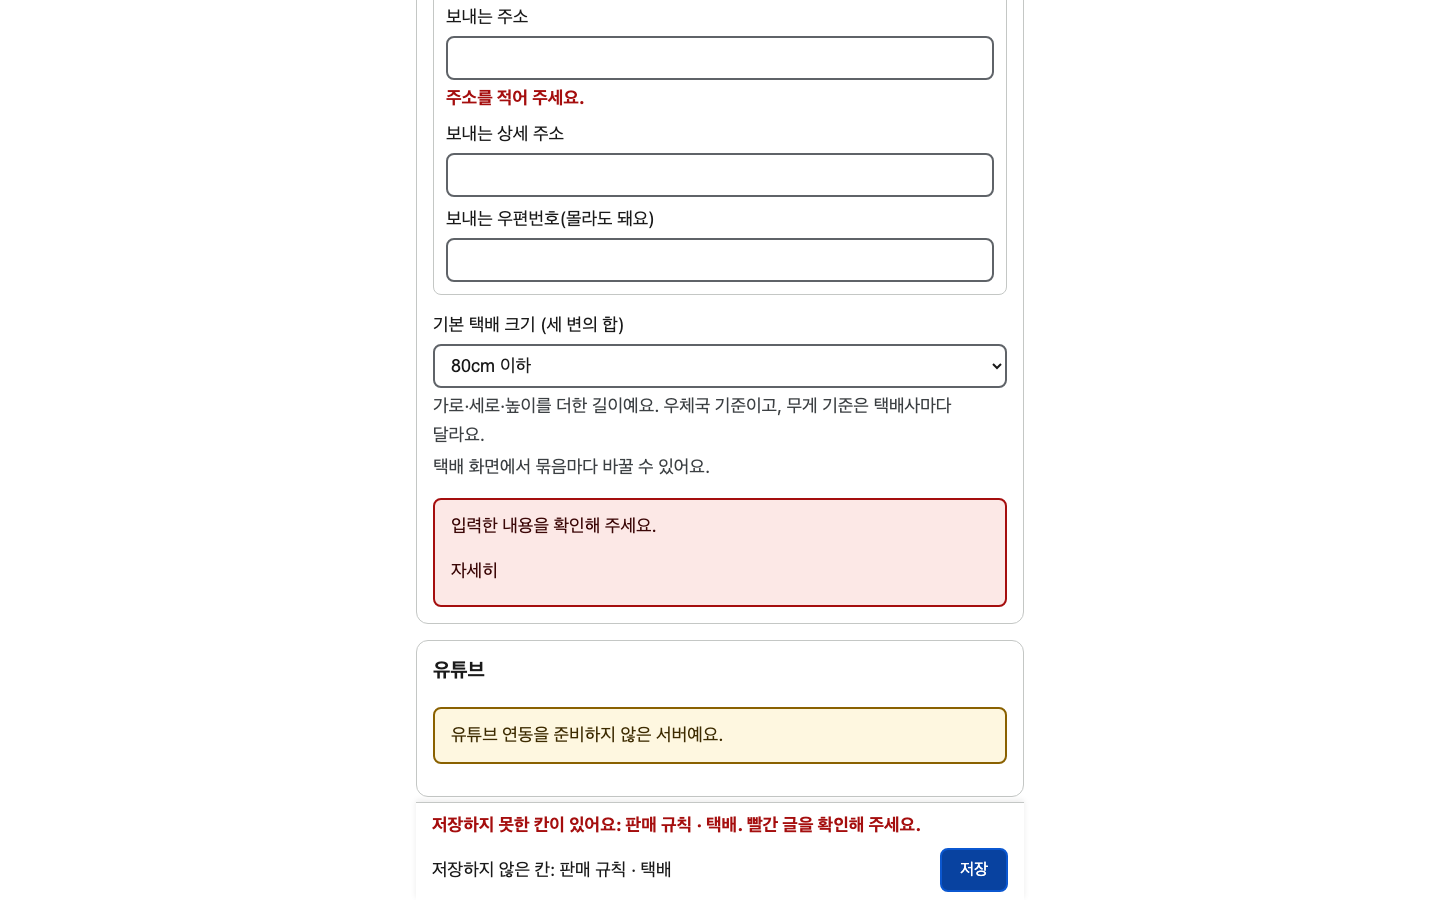 보내는 주소
주소를 적어 주세요.
보내는 상세 주소
보내는 우편번호(몰라도 돼요)
기본 택배 크기 (세 변의 합)
80cm 이하
가로·세로·높이를 더한 길이예요. 우체국 기준이고, 무게 기준은 택배사마다
달라요.
택배 화면에서 묶음마다 바꿀 수 있어요.
입력한 내용을 확인해 주세요.
자세히
유튜브
유튜브 연동을 준비하지 않은 서버예요.
저장하지 못한 칸이 있어요: 판매 규칙 · 택배. 빨간 글을 확인해 주세요.
저장하지 않은 칸: 판매 규칙 · 택배
저장